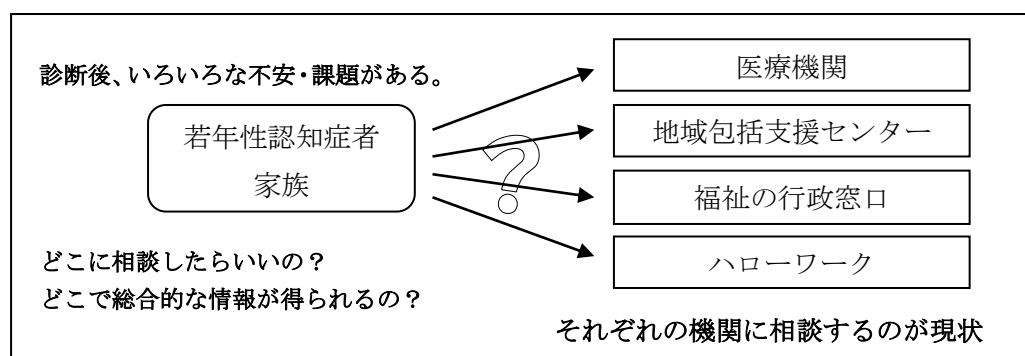 診断後、いろいろな不安・課題がある。
若年性認知症者
家族
?
どこに相談したらいいの？
どこで総合的な情報が得られるの？
医療機関
地域包括支援センター
福祉の行政窓口
ハローワーク
それぞれの機関に相談するのが現状